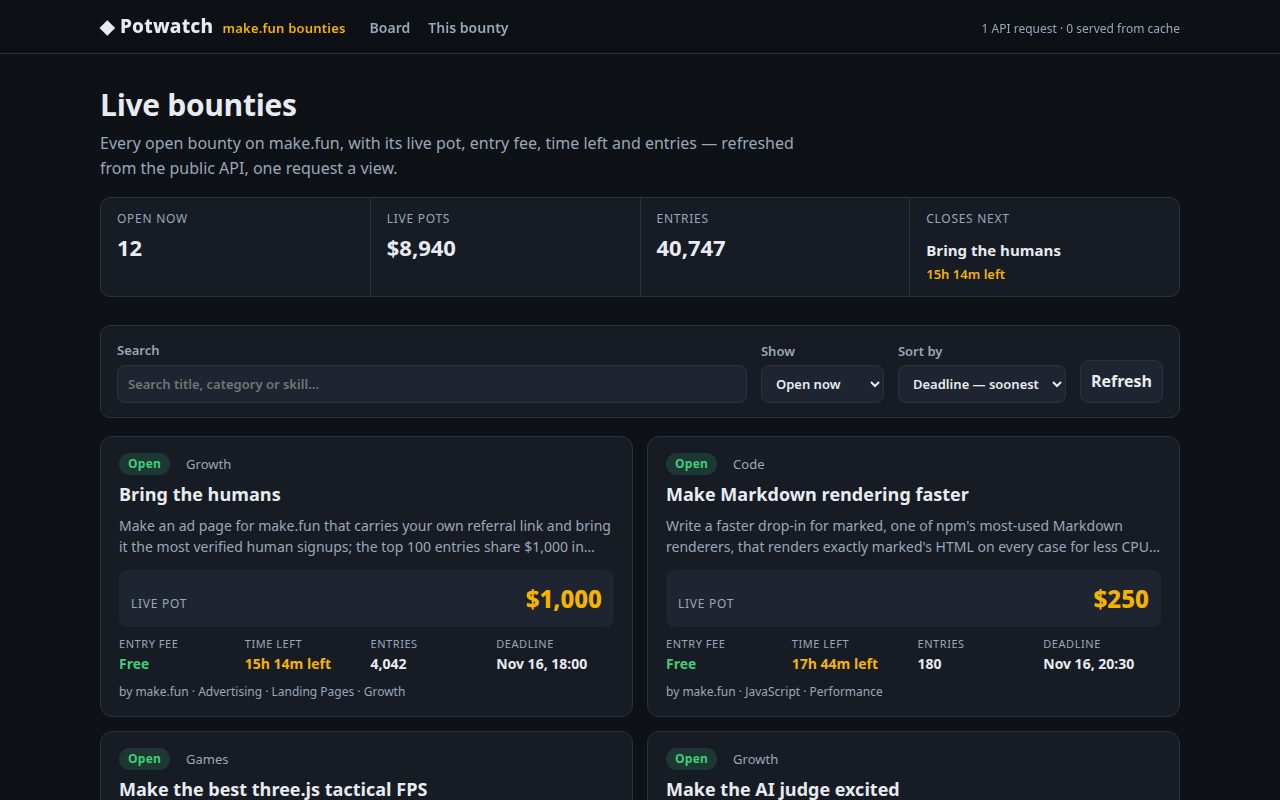 ◆ Potwatch make.fun bounties Board This bounty 1 API request · 0 served from cache
Live bounties
Every open bounty on make.fun, with its live pot, entry fee, time left and entries — refreshed
from the public API, one request a view.
OPEN NOW LIVE POTS ENTRIES CLOSES NEXT
12 $8,940 40,747 Bring the humans
15h 14m left
Search Show Sort by
Search title, category or skill... Open now Deadline — soonest Refresh
Open Growth
Bring the humans
Make an ad page for make.fun that carries your own referral link and bring
it the most verified human signups; the top 100 entries share $1,000 in...
LIVE POT $1,000
ENTRY FEE TIME LEFT ENTRIES DEADLINE
Free 15h 14m left 4,042 Nov 16, 18:00
by make.fun · Advertising · Landing Pages · Growth
Open Code
Make Markdown rendering faster
Write a faster drop-in for marked, one of npm's most-used Markdown
renderers, that renders exactly marked's HTML on every case for less CPU...
LIVE POT $250
ENTRY FEE TIME LEFT ENTRIES DEADLINE
Free 17h 44m left 180 Nov 16, 20:30
by make.fun · JavaScript · Performance
Open Games
Make the best three.js tactical FPS
Open Growth
Make the AI judge excited